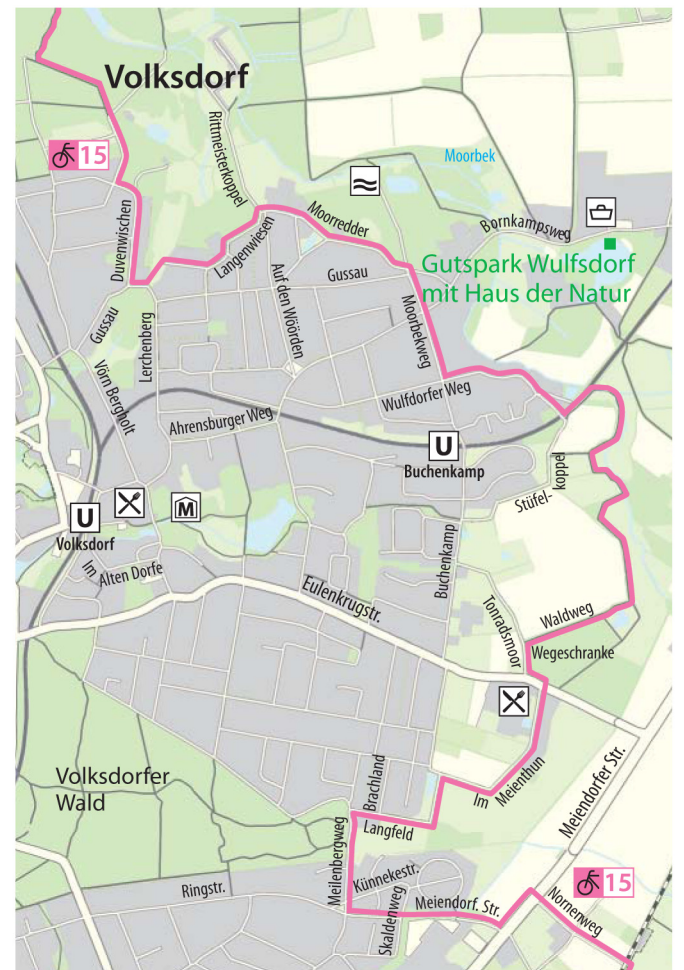 Volksdorf
15
Rittmeisterkoppel
Moorbek
Duvenwischen
Langenwiesen
Moorredder
Bornkampsweg
Gutspark Wulfsdorf
mit Haus der Natur
Gussau
Auf den Wöörden
Gussau
Moorbekweg
Lerchenberg
Vörn Bergholt
Wulfdorfer Weg
Ahrensburger Weg
U
Buchenkamp
Stüfel-
koppel
M
U
Volksdorf
Im
Alten Dorfe
Buchenkamp
Eulenkrugstr.
Tonradsmoor
Waldweg
Wegeschranke
Volksdorfer
Wald
Brachland
Im
Meienthun
Meiendorfer Str.
Langfeld
Meilenbergweg
Künnekestr.
15
Ringstr.
Skaldenweg
Meiendorf. Str.
Nornenweg